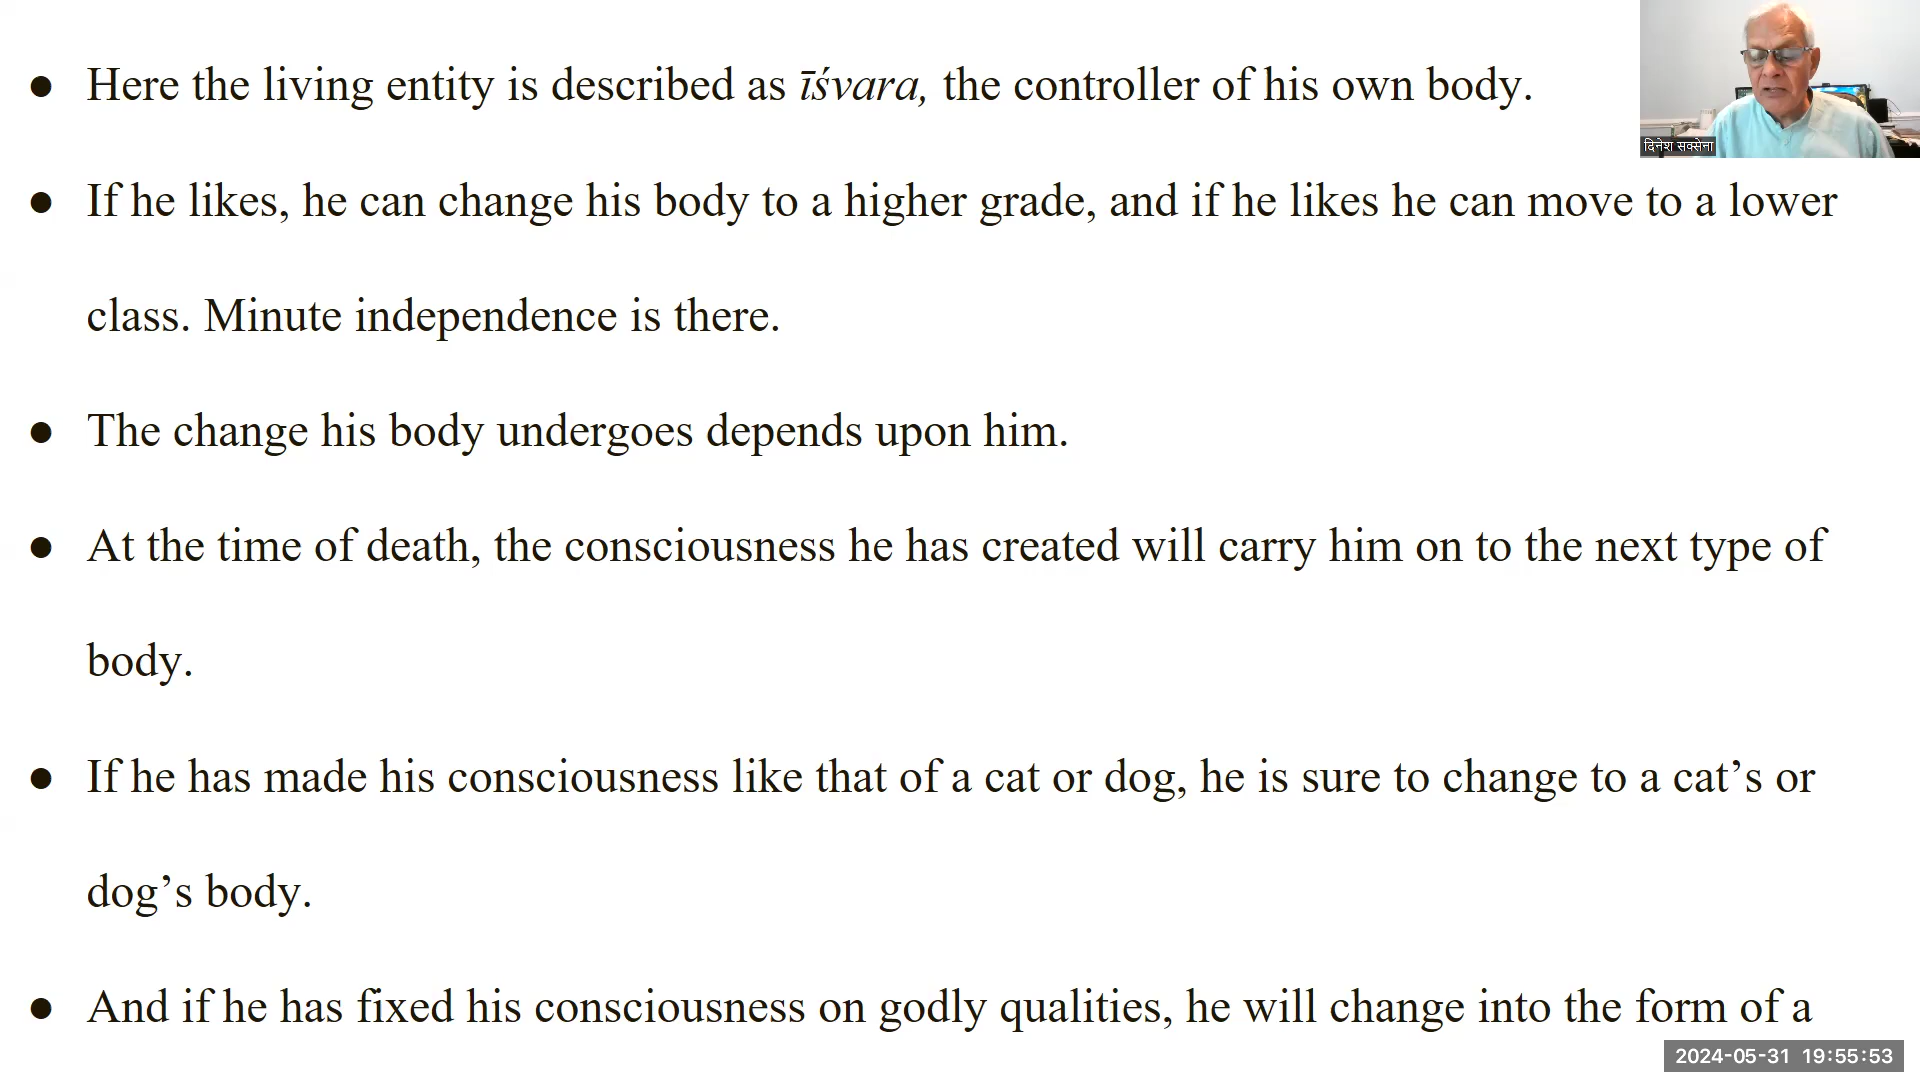 ● Here the living entity is described as īśvara, the controller of his own body.
दिनेश सक्सेना
● If he likes, he can change his body to a higher grade, and if he likes he can move to a lower
class. Minute independence is there.
● The change his body undergoes depends upon him.
● At the time of death, the consciousness he has created will carry him on to the next type of
body.
● If he has made his consciousness like that of a cat or dog, he is sure to change to a cat’s or
dog’s body.
● And if he has fixed his consciousness on godly qualities, he will change into the form of a
2024-05-31 19:55:53